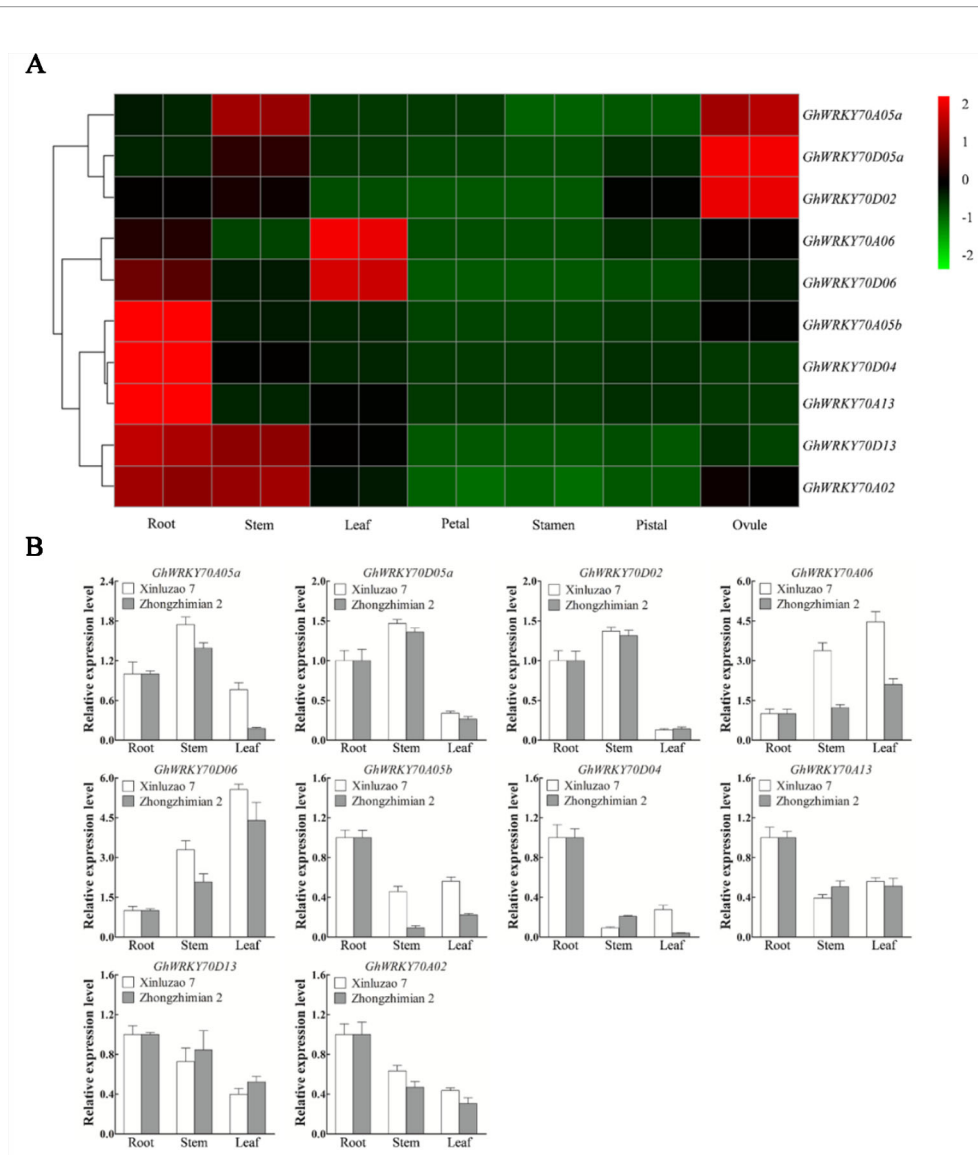 A
GhWRKY70A05a
GhWRKY70D05a
GhWRKY70D02
GhWRKY70A06
GhWRKY70D06
GhWRKY70A05b
GhWRKY70D04
GhWRKY70A13
GhWRKY70D13
GhWRKY70A02
2
1
0
-1
-2
Root Stem Leaf Petal Stamen Pistal Ovule
B
GhWRKY70A05a
Relative expression level
2.4
1.8
1.2
0.6
0.0
Xinluzao 7
Zhongzhimian 2
Root Stem Leaf
GhWRKY70D05a
Relative expression level
2.0
1.5
1.0
0.5
0.0
Xinluzao 7
Zhongzhimian 2
Root Stem Leaf
GhWRKY70D02
Relative expression level
2.0
1.5
1.0
0.5
0.0
Xinluzao 7
Zhongzhimian 2
Root Stem Leaf
GhWRKY70A06
Relative expression level
6.0
4.5
3.0
1.5
0.0
Xinluzao 7
Zhongzhimian 2
Root Stem Leaf
GhWRKY70D06
Relative expression level
6.0
4.5
3.0
1.5
0.0
Xinluzao 7
Zhongzhimian 2
Root Stem Leaf
GhWRKY70A05b
Relative expression level
1.6
1.2
0.8
0.4
0.0
Xinluzao 7
Zhongzhimian 2
Root Stem Leaf
GhWRKY70D04
Relative expression level
1.6
1.2
0.8
0.4
0.0
Xinluzao 7
Zhongzhimian 2
Root Stem Leaf
GhWRKY70A13
Relative expression level
1.6
1.2
0.8
0.4
0.0
Xinluzao 7
Zhongzhimian 2
Root Stem Leaf
GhWRKY70D13
Relative expression level
1.6
1.2
0.8
0.4
0.0
Xinluzao 7
Zhongzhimian 2
Root Stem Leaf
GhWRKY70A02
Relative expression level
1.6
1.2
0.8
0.4
0.0
Xinluzao 7
Zhongzhimian 2
Root Stem Leaf